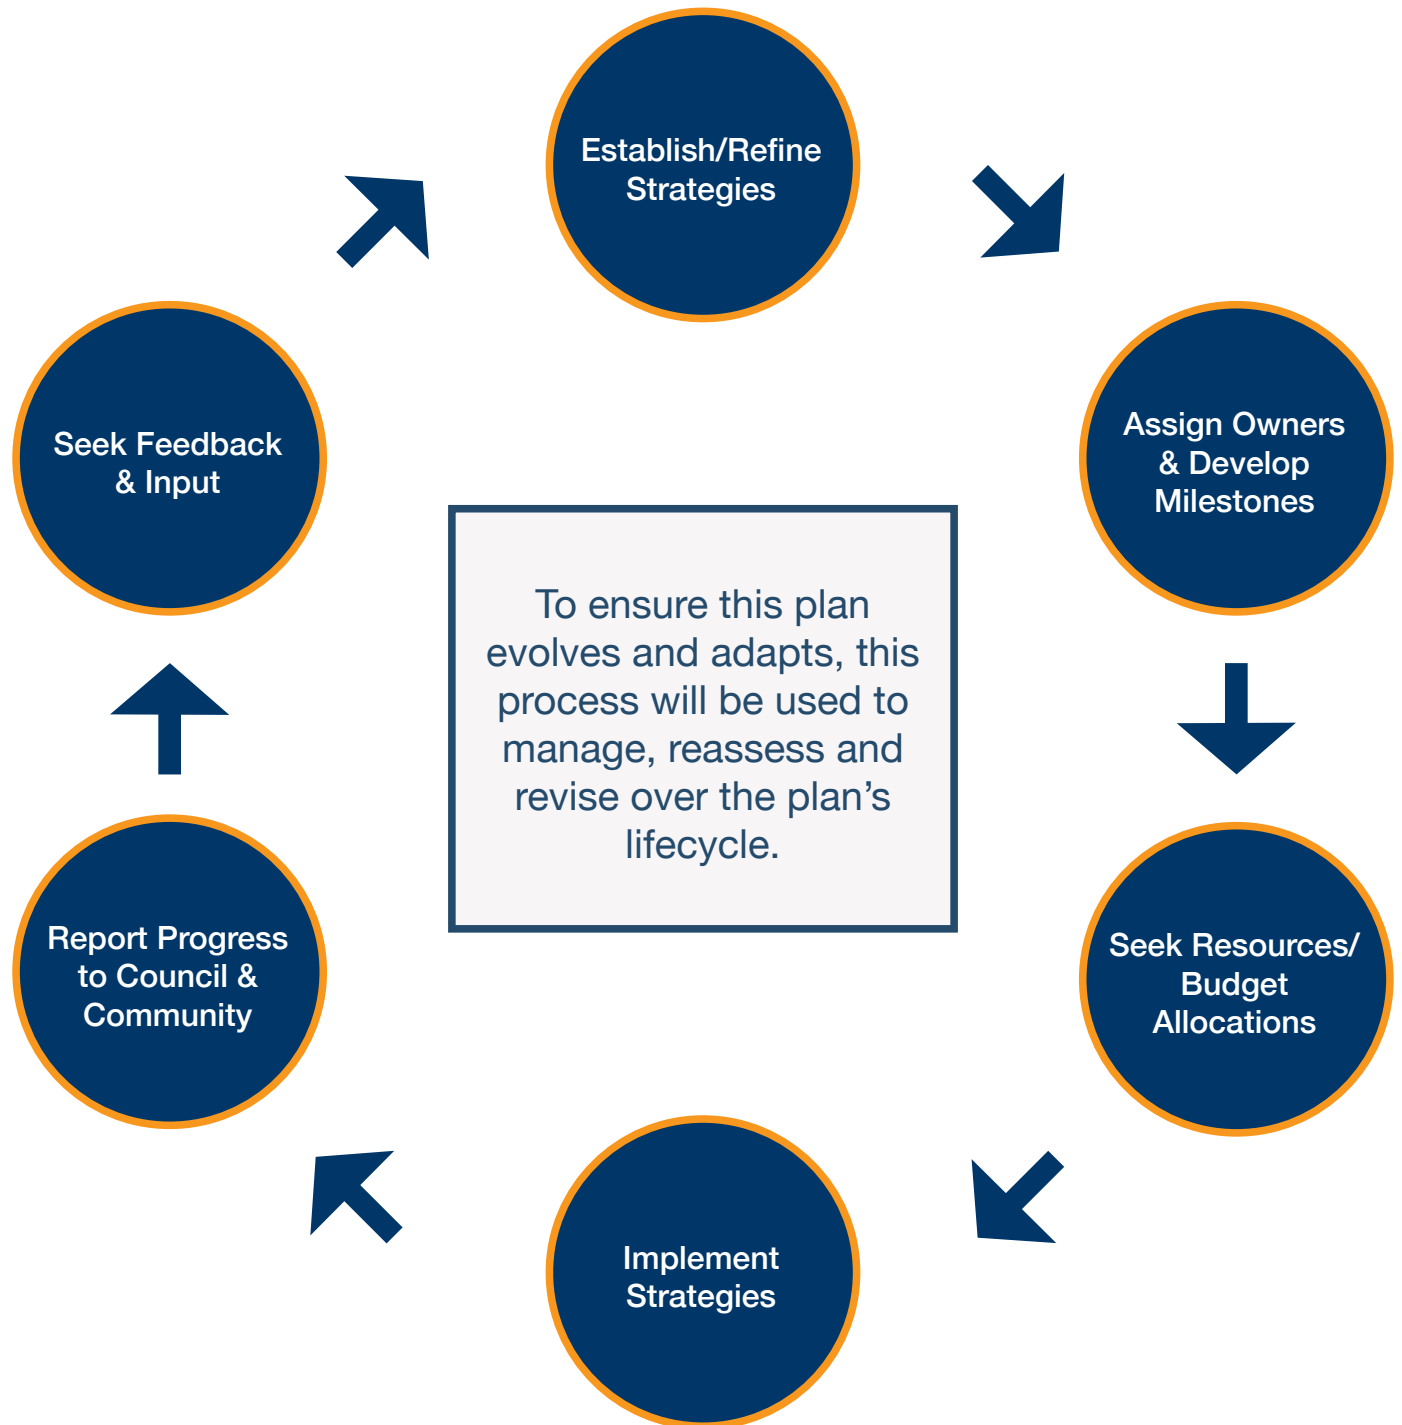 Establish/Refine
Strategies
Assign Owners
& Develop
Milestones
Seek Resources/
Budget
Allocations
Implement
Strategies
Report Progress
to Council &
Community
Seek Feedback
& Input
To ensure this plan
evolves and adapts, this
process will be used to
manage, reassess and
revise over the plan’s
lifecycle.